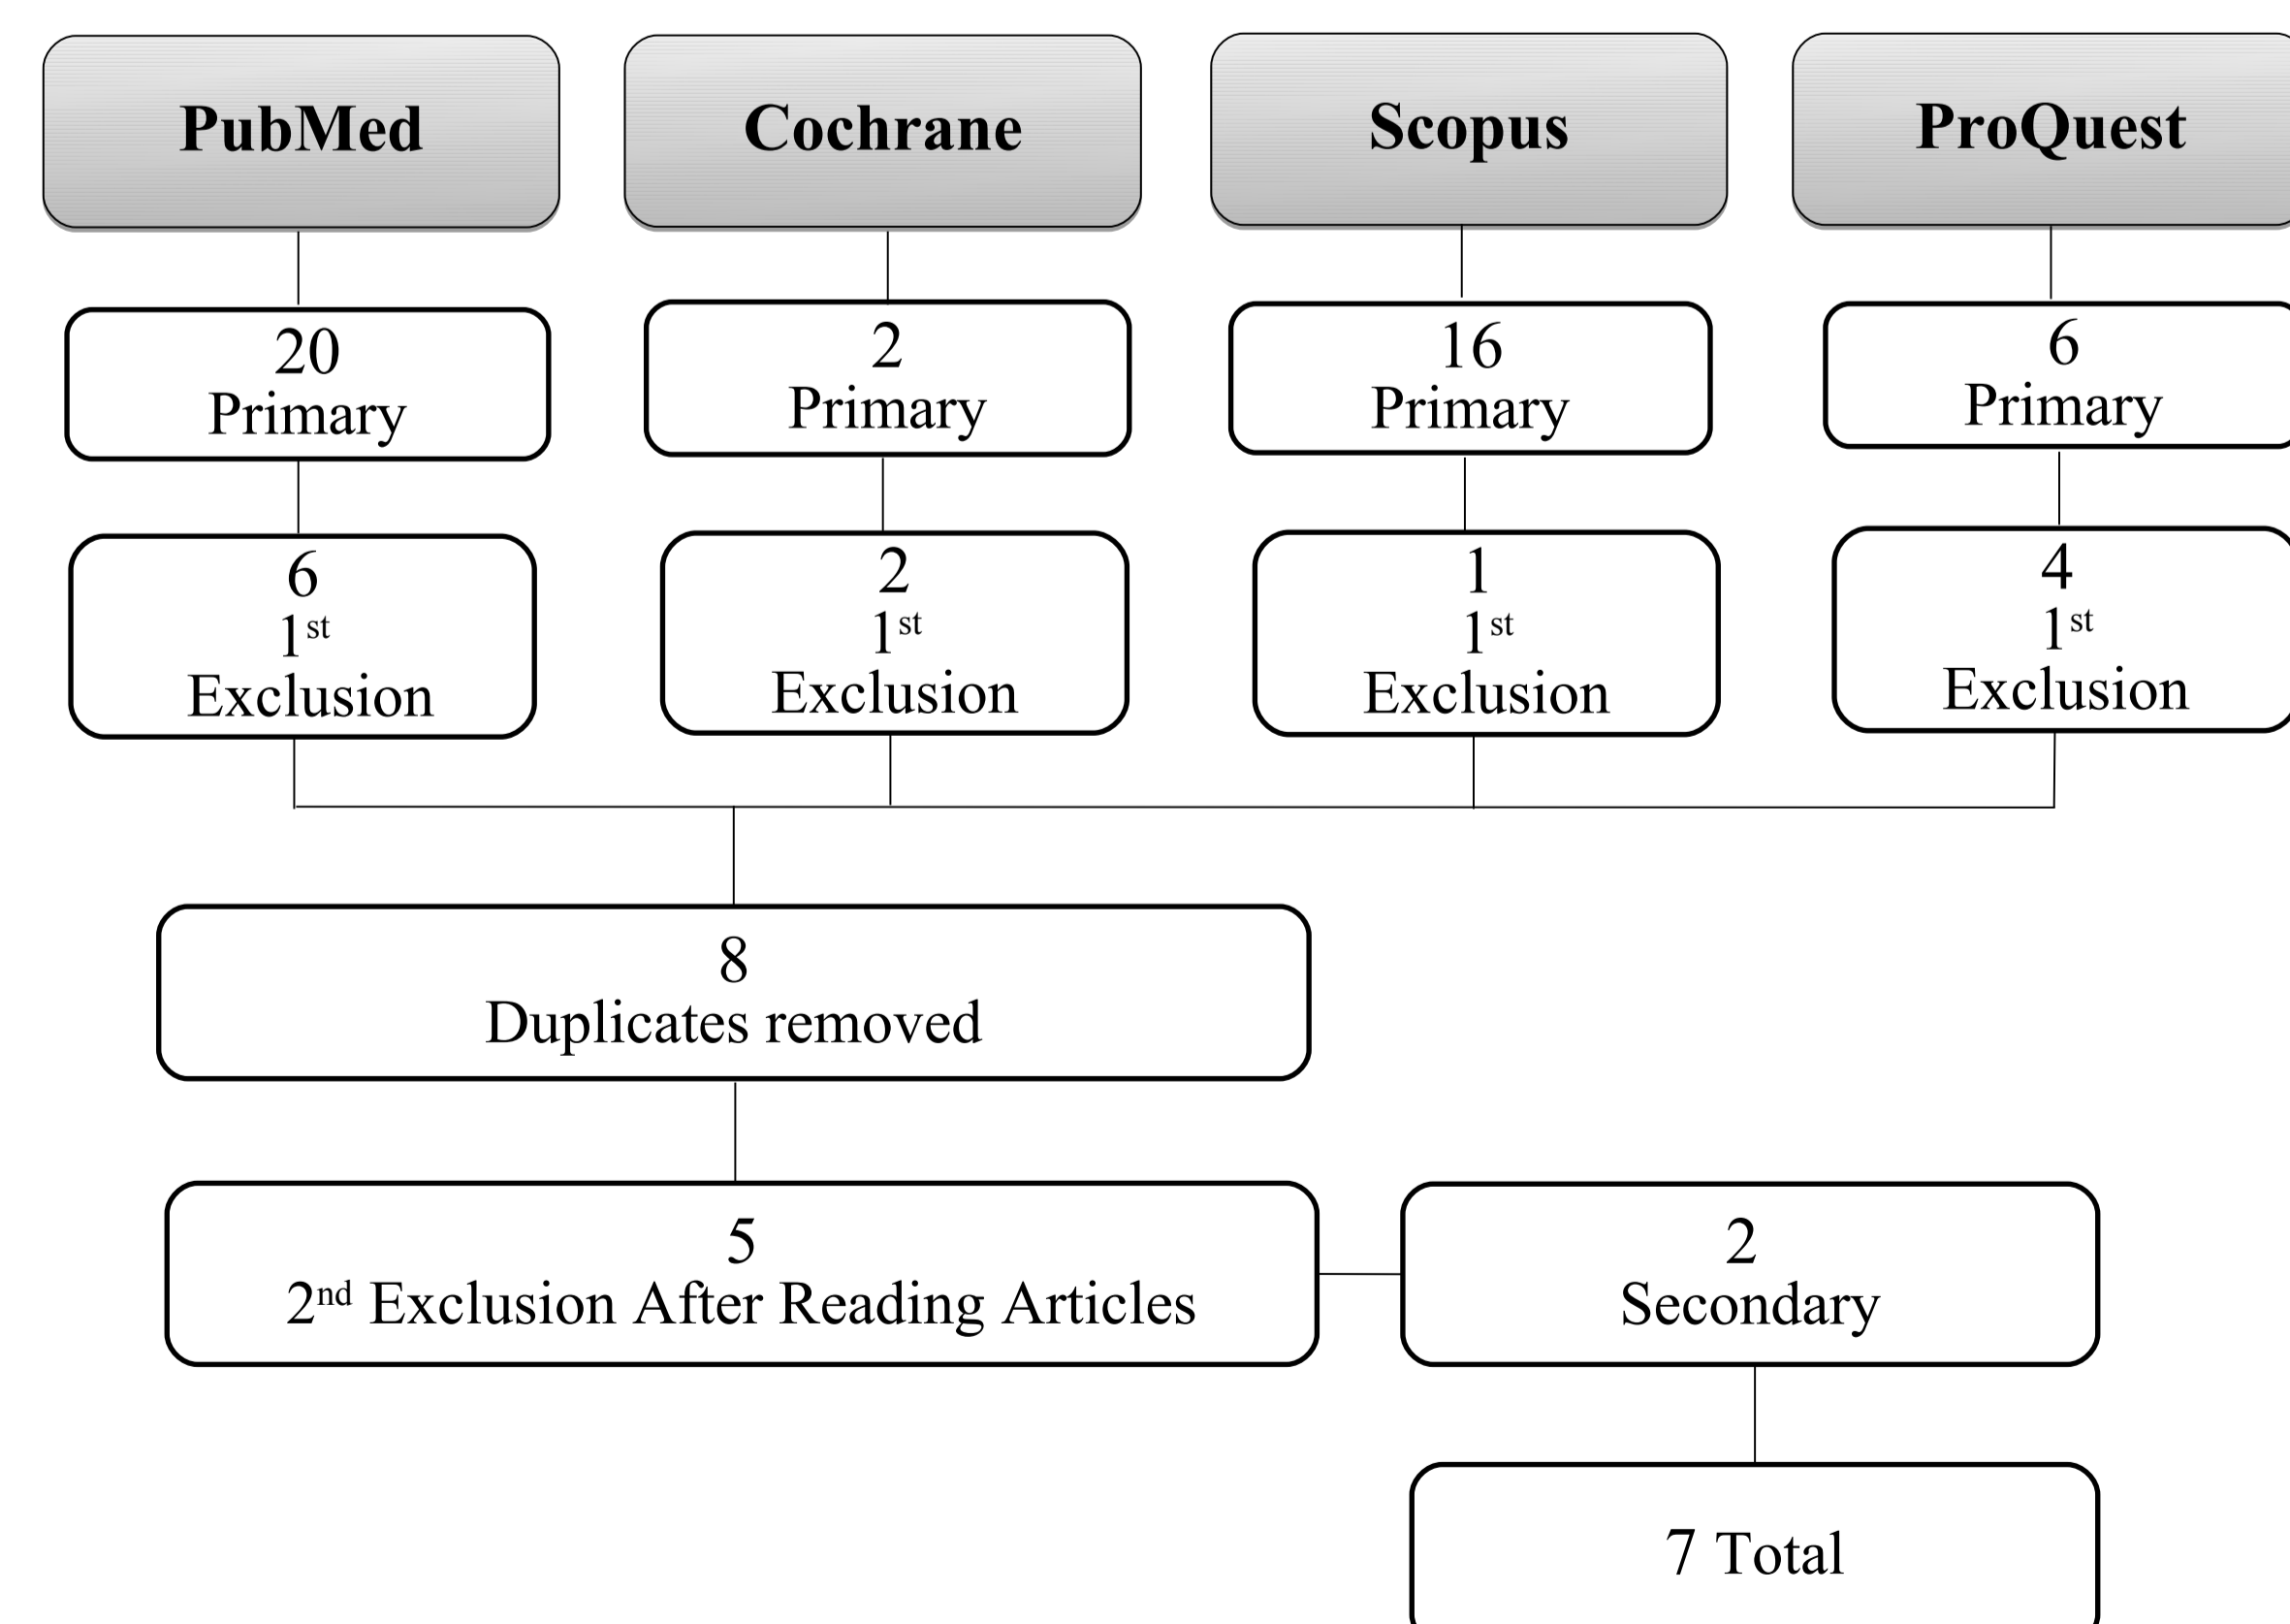 PubMed
Cochrane
Scopus
ProQuest
20
Primary
2
Primary
16
Primary
6
Primary
6
1st
Exclusion
2
1st
Exclusion
1
1st
Exclusion
4
1st
Exclusion
8
Duplicates removed
5
2nd Exclusion After Reading Articles
2
Secondary
7 Total